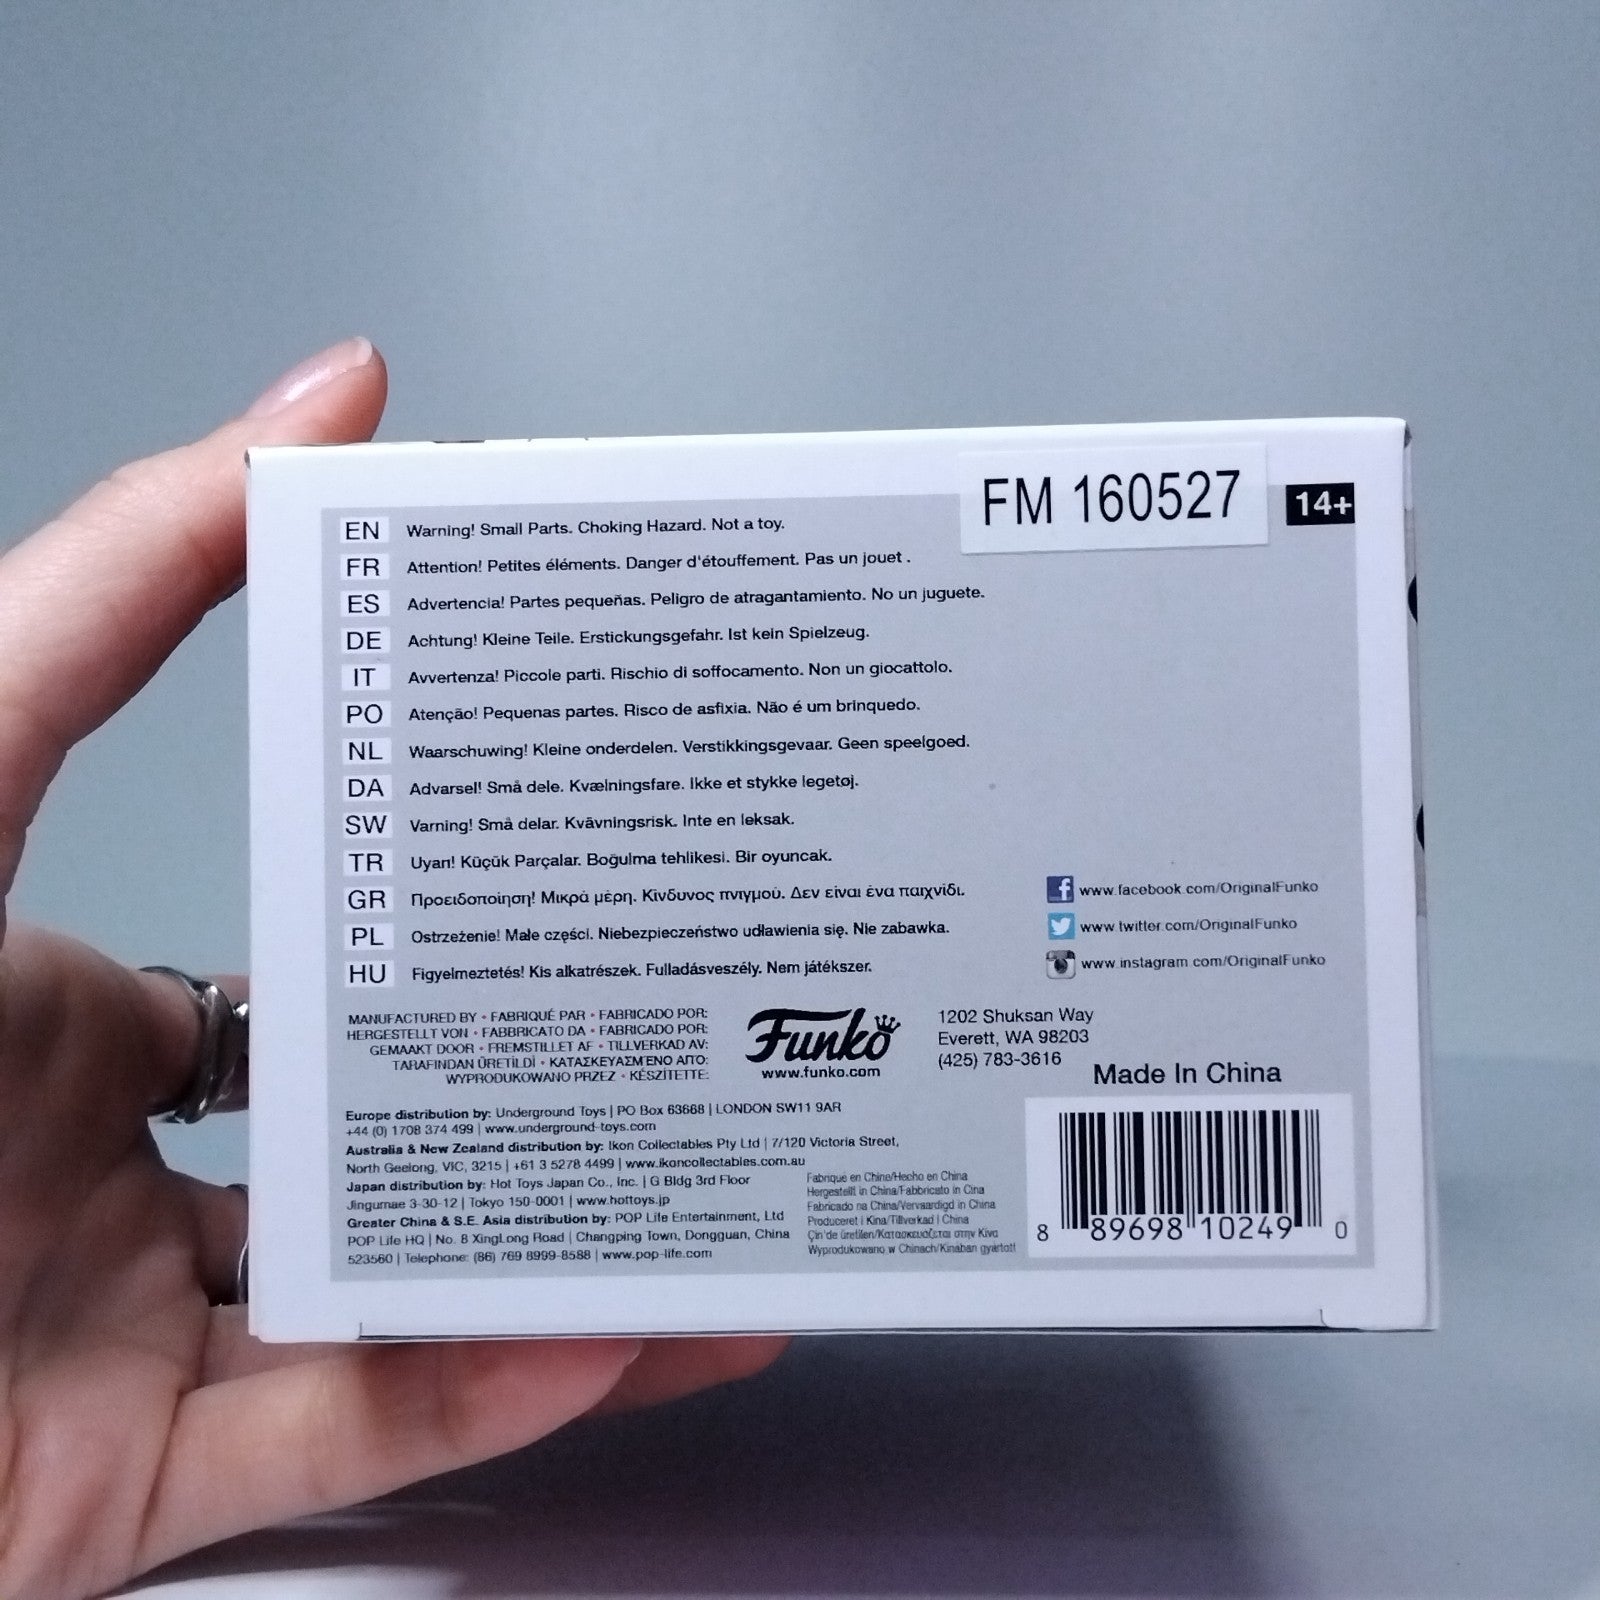 FM 160527
14+
EN Warning! Small Parts. Choking Hazard. Not a toy.
FR Attention! Petites éléments. Danger d'étouffement. Pas un jouet .
ES Advertencia! Partes pequeñas. Peligro de atragantamiento. No un juguete.
DE Achtung! Kleine Teile. Erstickungsgefahr. Ist kein Spielzeug.
IT Avvertenza! Piccole parti. Rischio di soffocamento. Non un giocattolo.
PO Atenção! Pequenas partes. Risco de asfixia. Não é um brinquedo.
NL Waarschuwing! Kleine onderdelen. Verstikkingsgevaar. Geen speelgoed.
DA Advarsel! Små dele. Kvælningsfare. Ikke et stykke legetøj.
SW Varning! Små delar. Kvävningsrisk. Inte en leksak.
TR Uyarı! Küçük Parçalar. Boğulma tehlikesi. Bir oyuncak.
GR Προειδοποίηση! Μικρά μέρη. Κίνδυνος πνιγμού. Δεν είναι ένα παιχνίδι.
PL Ostrzeżenie! Małe części. Niebezpieczeństwo udławienia się. Nie zabawka.
HU Figyelmeztetés! Kis alkatrészek. Fulladásveszély. Nem játékszer.
www.facebook.com/OriginalFunko
www.twitter.com/OriginalFunko
www.instagram.com/OriginalFunko
MANUFACTURED BY • FABRIQUÉ PAR • FABRICADO POR:
HERGESTELLT VON • FABBRICATO DA • FABRICADO POR:
GEMAAKT DOOR • FREMSTILLET AF • TILLVERKAD AV:
TARAFINDAN ÜRETİLDİ • ΚΑΤΑΣΚΕΥΑΣΜΈΝΟ ΑΠΌ:
WYPRODUKOWANO PRZEZ • KÉSZÍTETTE:
Funko
www.funko.com
1202 Shuksan Way
Everett, WA 98203
(425) 783-3616
Made In China
Europe distribution by: Underground Toys | PO Box 63668 | LONDON SW11 9AR
+44 (0) 1708 374 499 | www.underground-toys.com
Australia & New Zealand distribution by: Ikon Collectables Pty Ltd | 7/120 Victoria Street,
North Geelong, VIC, 3215 | +61 3 5278 4499 | www.ikoncollectables.com.au
Japan distribution by: Hot Toys Japan Co., Inc. | G Bldg 3rd Floor
Jingumae 3-30-12 | Tokyo 150-0001 | www.hottoys.jp
Greater China & S.E. Asia distribution by: POP Life Entertainment, Ltd
POP Life HQ | No. 8 XingLong Road | Changping Town, Dongguan, China
523560 | Telephone: (86) 769 8999-8588 | www.pop-life.com
Fabriqué en Chine/Hecho en China
Hergestellt in China/Fabbricato in Cina
Fabricado na China/Vervaardigd in China
Produceret i Kina/Tillverkad i China
Çin'de üretilen/Κατασκευάζεται στην Κίνα
Wyprodukowano w Chinach/Kínában gyártott
8 89698 10249 0